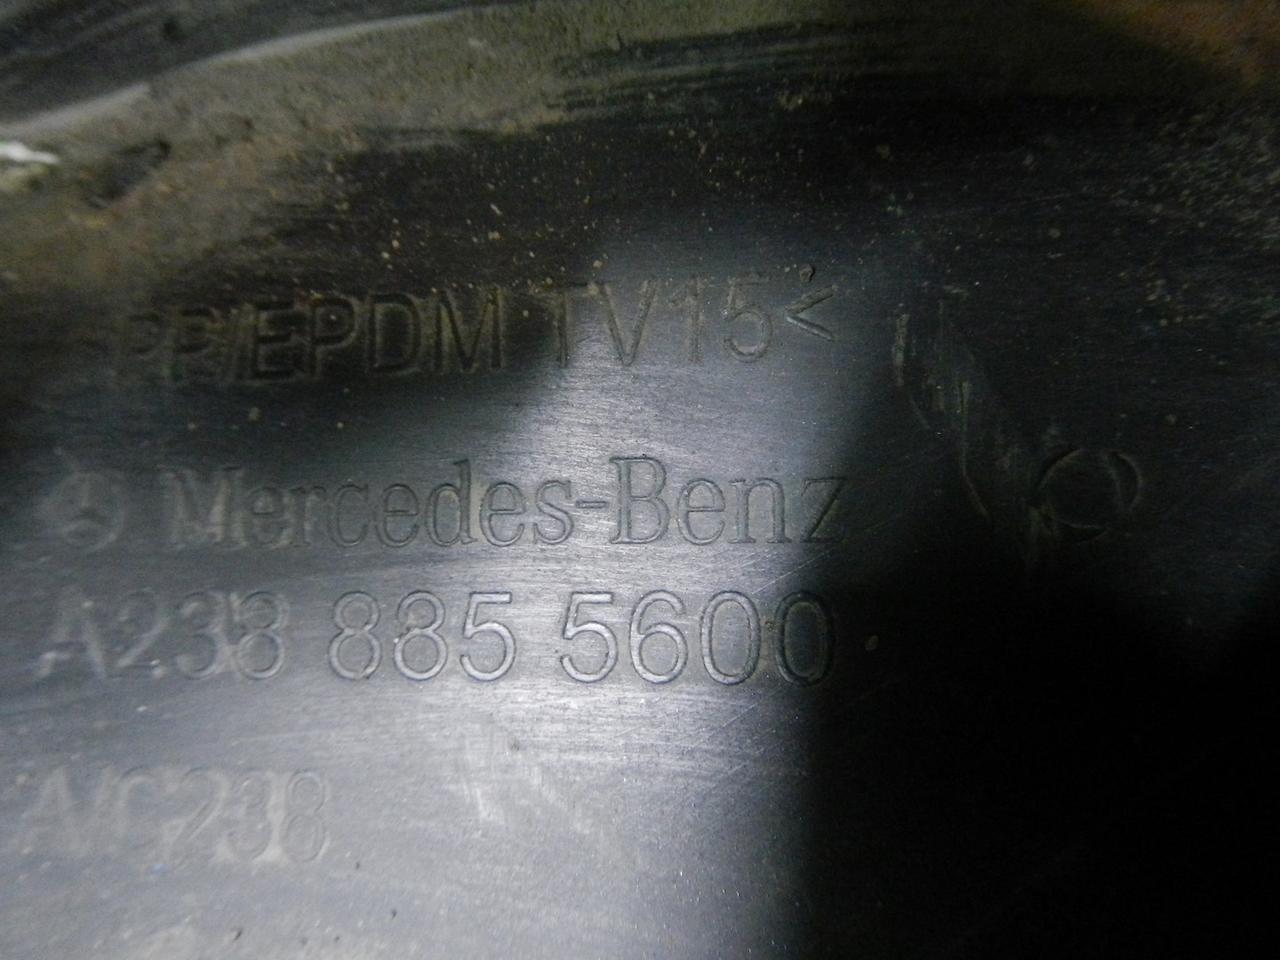 PP/EPDM TV15<
Mercedes-Benz
A238 885 5600
A/C238